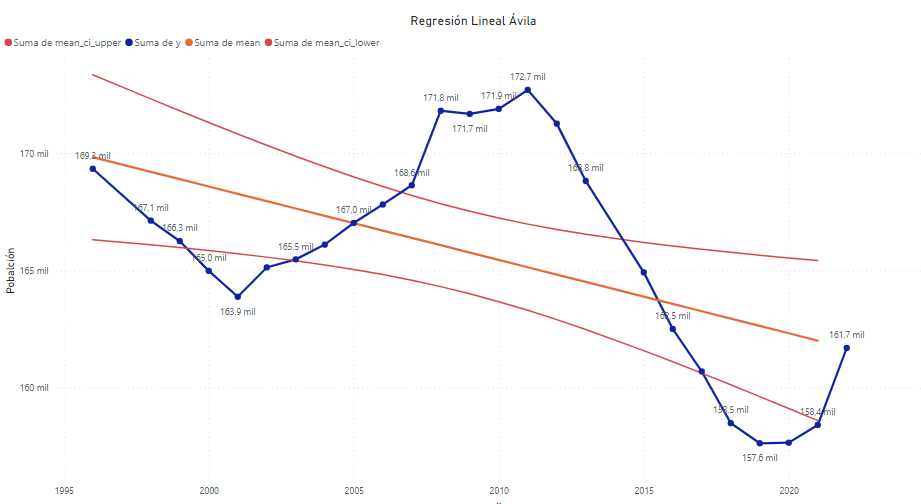 Regresión Lineal Ávila
Suma de mean_ci_upper Suma de y Suma de mean Suma de mean_ci_lower
172,7 mil
171,8 mil 171,9 mil
171,7 mil
170 mil
169,3 mil
168,6 mil 168,8 mil
167,1 mil 167,0 mil
166,3 mil
165,5 mil
165,0 mil
165 mil
163,9 mil
162,5 mil
161,7 mil
160 mil
158,5 mil 158,4 mil
157,6 mil
Pobalción
1995 2000 2005 2010 2015 2020